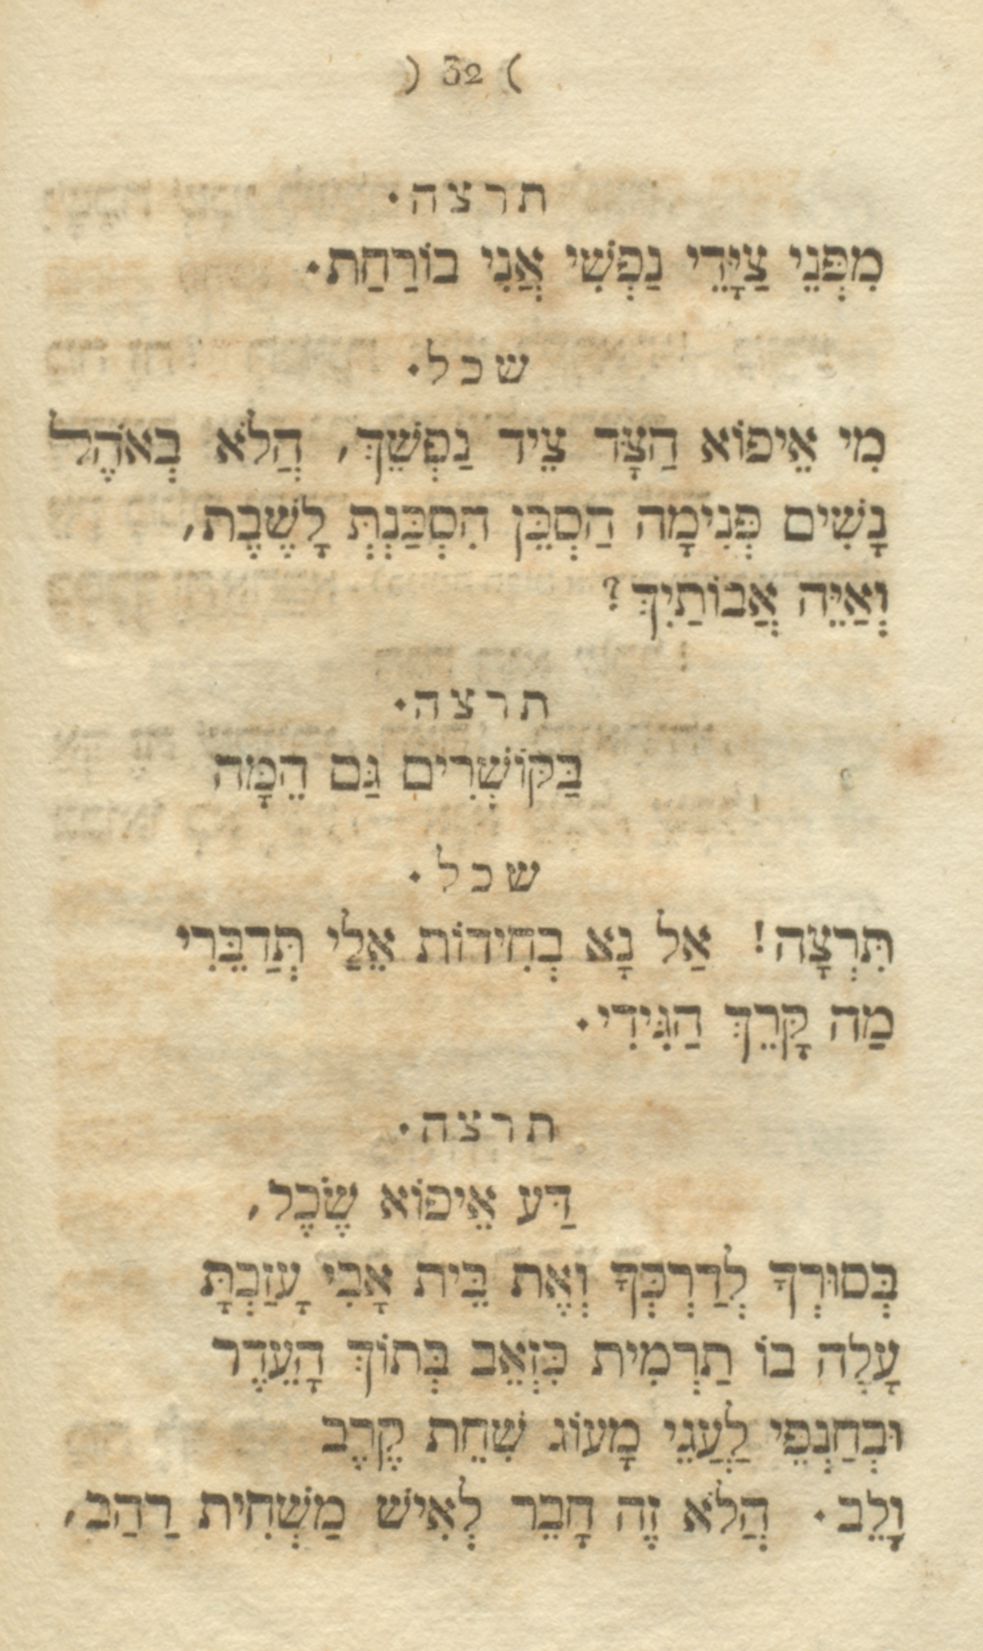 ( 32 )
תרצה.
מִפְּנֵי צַיָּדֵי נַפְשִׁי אֲנִי בוֹרַחַת.
שכל.
מִי אֵיפוֹא הַצָּד צֵיד נַפְשֵׁךְ, הֲלֹא בְאֹהֶל
נָשִׁים פְּנִימָה הַסְכֵּן הִסְכַּנְתְּ לָשֶׁבֶת,
וְאַיֵּה אֲבוֹתַיִךְ?
תרצה.
בַּקּוֹשְׁרִים גַּם הֵמָּה
שכל.
תִּרְצָה! אַל נָא בְחִידוֹת אֵלַי תְּדַבֵּרִי
מַה קָּרֵךְ הַגִּידִי.
תרצה.
דַּע אֵיפוֹא שֶׂכֶל,
בְּסוּרְךָ לְדַרְכְּךָ וְאֶת בֵּית אָבִי עָזַבְתָּ
עָלָה בוֹ תַרְמִית כִּזְאֵב בְּתוֹךְ הָעֵדֶר
וּבְחַנְפֵי לַעֲגֵי מָעוֹג שִׁחֵת קֶרֶב
וָלֵב. הֲלֹא זֶה חָבֵר לְאִישׁ מַשְׁחִית רַהַב,